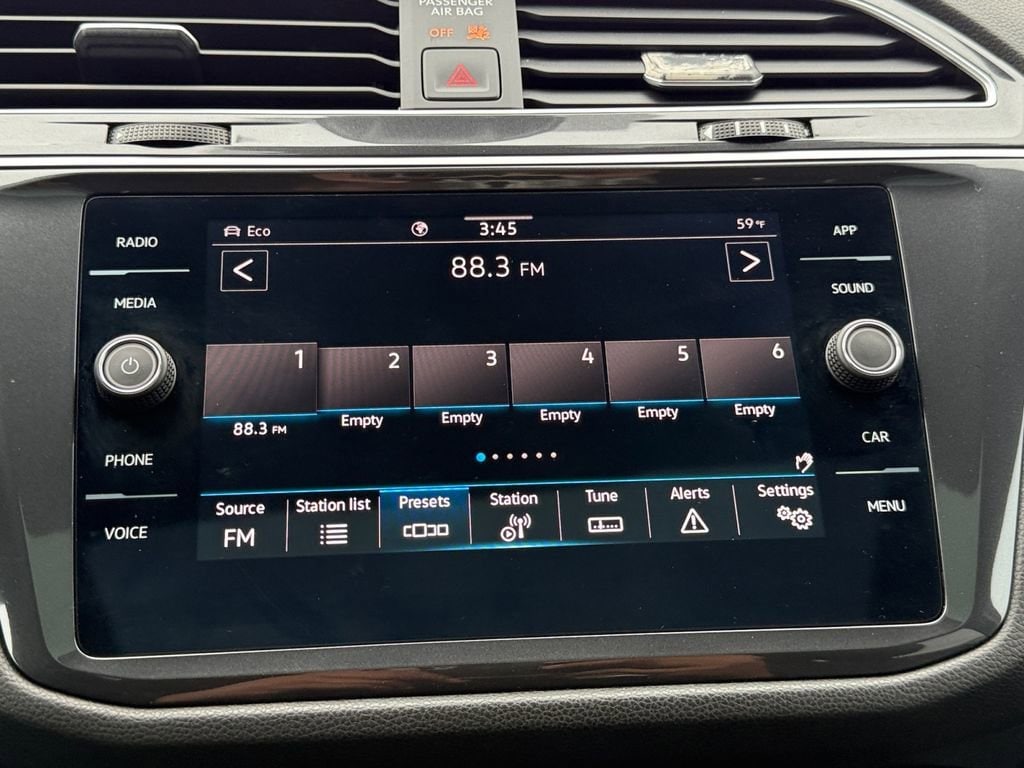 PASSENGER
AIR BAG
OFF
RADIO
MEDIA
PHONE
VOICE
Eco
3:45
59°F
88.3 FM
1
2
3
4
5
6
88.3 FM
Empty
Empty
Empty
Empty
Empty
Source
FM
Station list
Presets
Station
Tune
Alerts
Settings
APP
SOUND
CAR
MENU